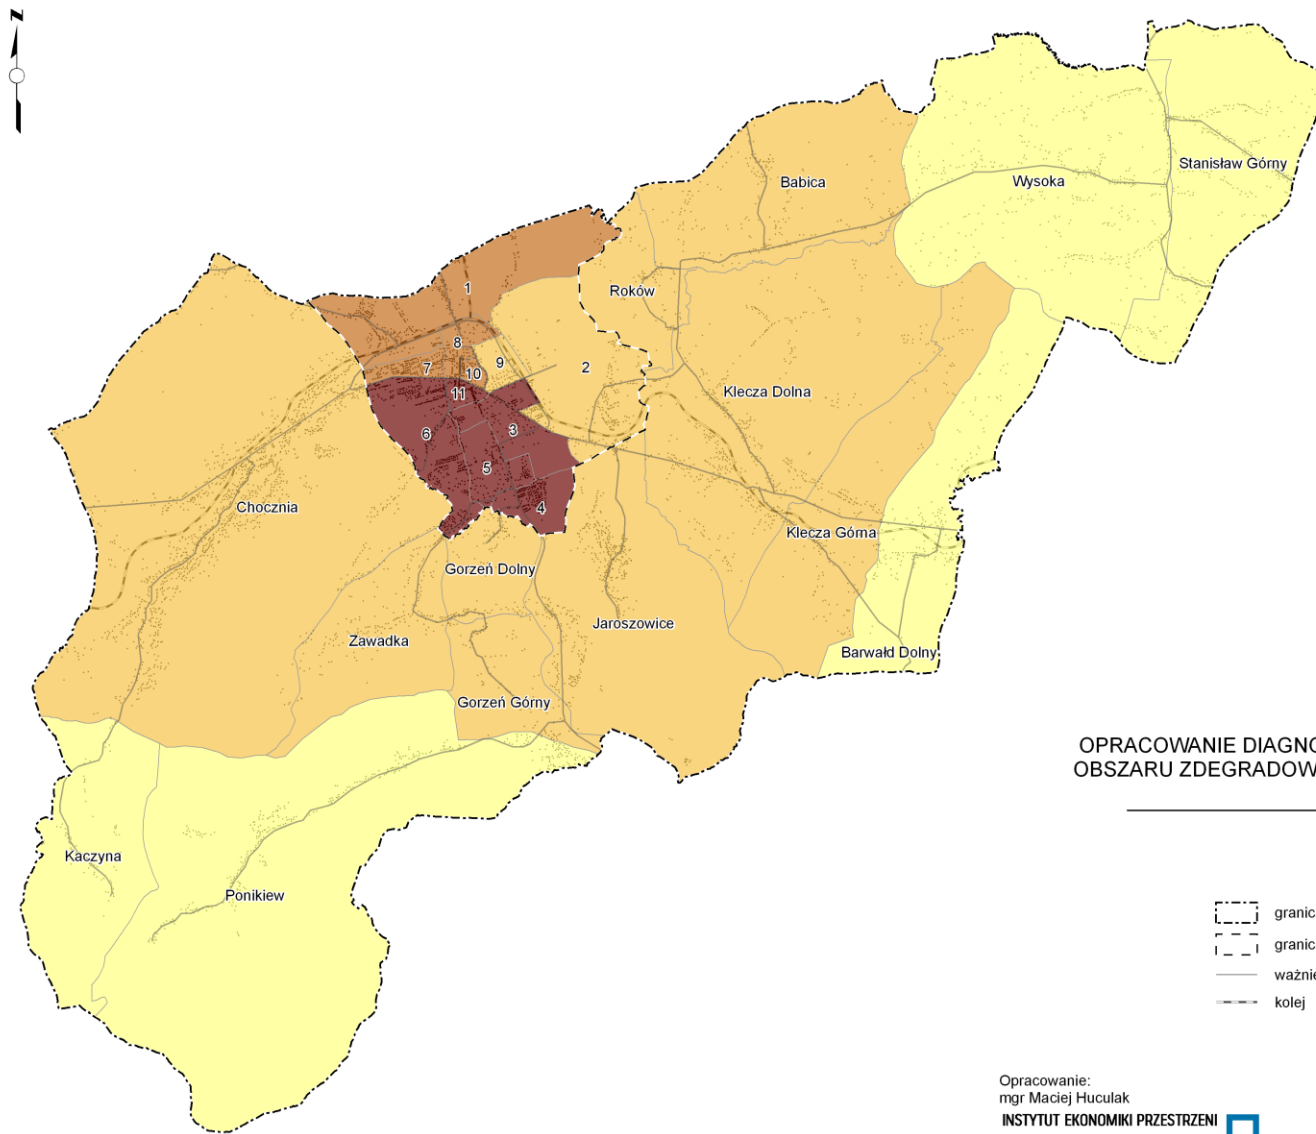 z
Stanisław Górny
Wysoka
Babica
1
Roków
8
9
2
7
10
11
Klecza Dolna
6
3
5
Chocznia
4
Klecza Górna
Gorzeń Dolny
Jaroszowice
Zawadka
Barwałd Dolny
Gorzeń Górny
OPRACOWANIE DIAGNO
OBSZARU ZDEGRADOW
Kaczyna
Ponikiew
granic
granic
ważnie
kolej
Opracowanie:
mgr Maciej Huculak
INSTYTUT EKONOMIKI PRZESTRZENI